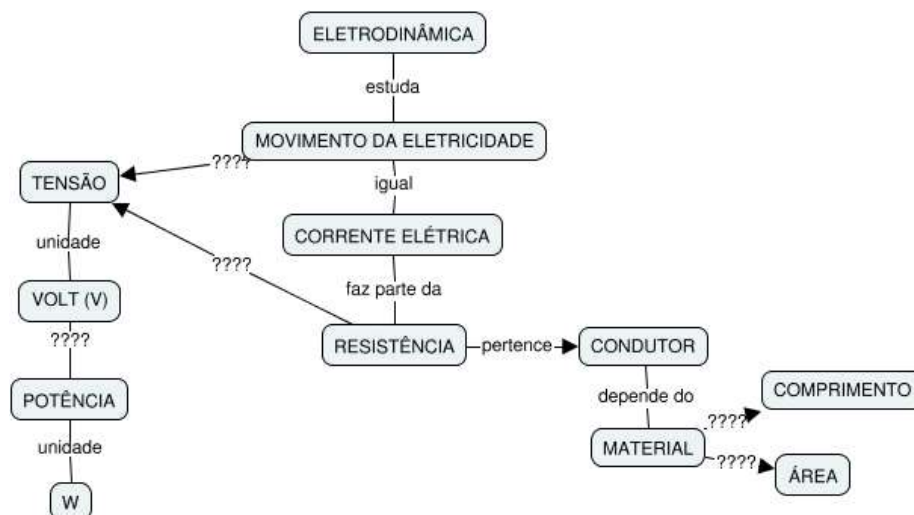 ELETRODINÂMICA
estuda
MOVIMENTO DA ELETRICIDADE
????
TENSÃO
igual
unidade
CORRENTE ELÉTRICA
????
VOLT (V)
faz parte da
????
RESISTÊNCIA
pertence
CONDUTOR
POTÊNCIA
depende do
COMPRIMENTO
unidade
????
MATERIAL
????
ÁREA
W